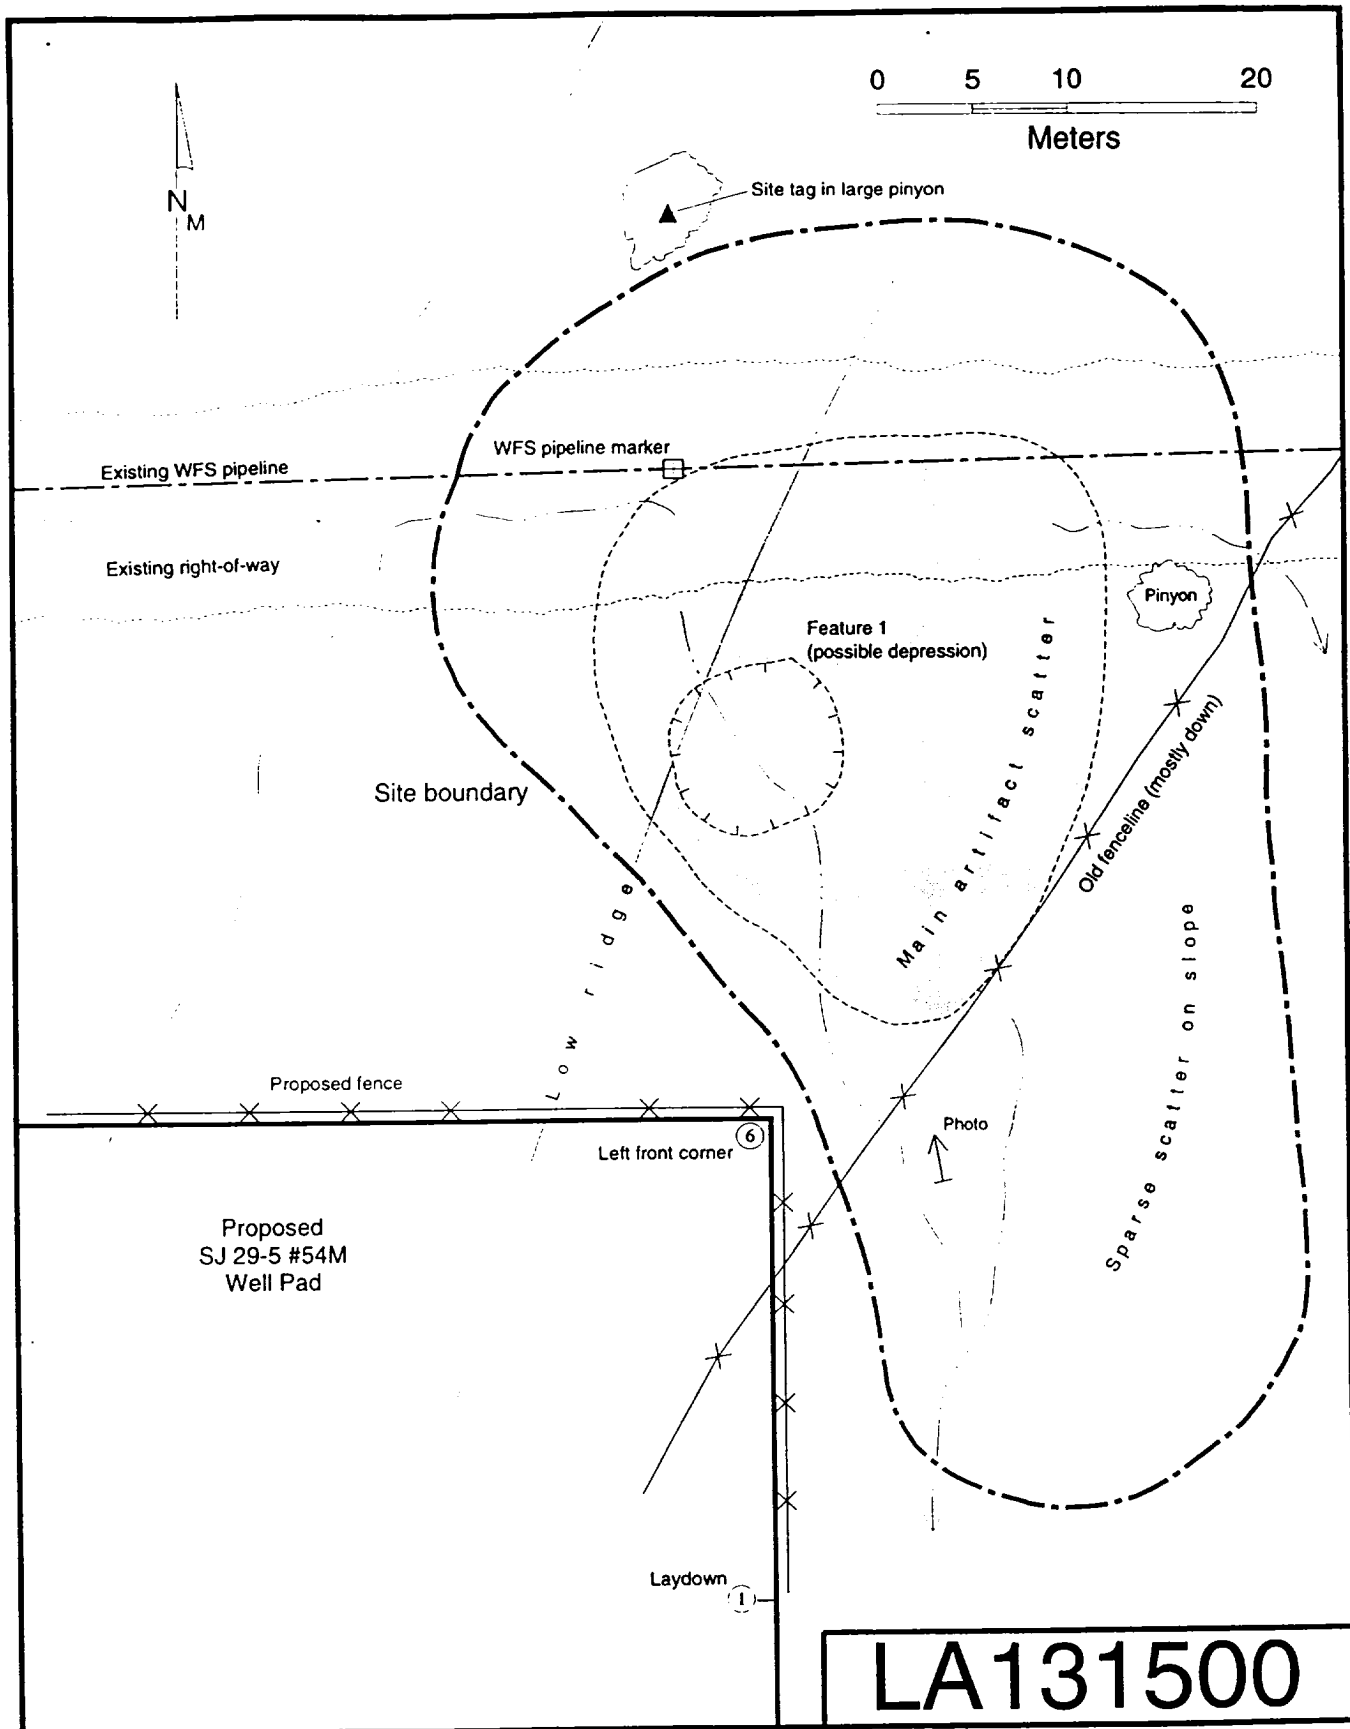 0 5 10 20
Meters
N
M
Site tag in large pinyon
WFS pipeline marker
Existing WFS pipeline
Existing right-of-way
Pinyon
Feature 1
(possible depression)
Main artifact scatter
Old fenceline (mostly down)
Site boundary
Low ridge
Sparse scatter on slope
Proposed fence
Photo
6
Left front corner
Proposed
SJ 29-5 #54M
Well Pad
Laydown
1
LA131500